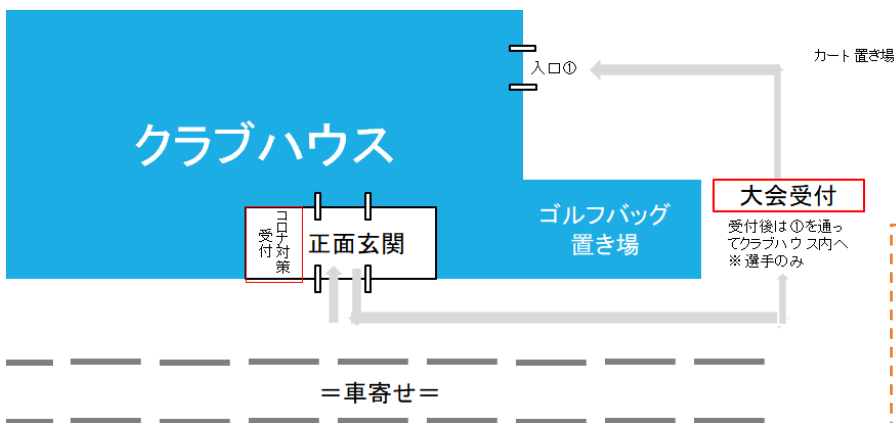 カート置き場
入口①
クラブハウス
大会受付
受付後は①を通っ
てクラブハウス内へ
※選手のみ
ゴルフバッグ
置き場
コロナ対策
受付
正面玄関
＝車寄せ＝